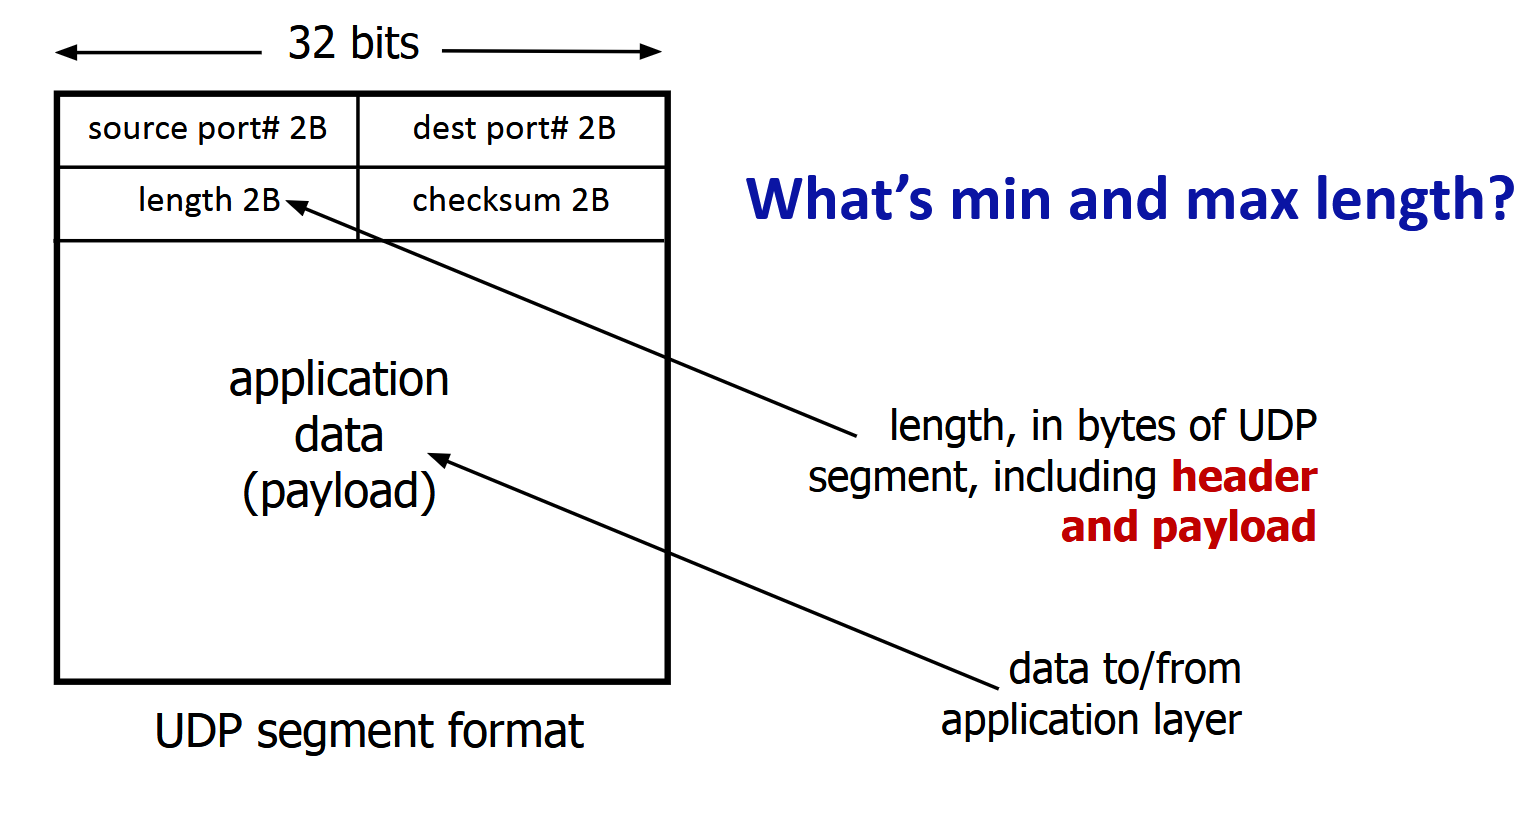 32 bits
source port# 2B
dest port# 2B
length 2B
checksum 2B
What’s min and max length?
application
data
(payload)
length, in bytes of UDP
segment, including header
and payload
data to/from
application layer
UDP segment format